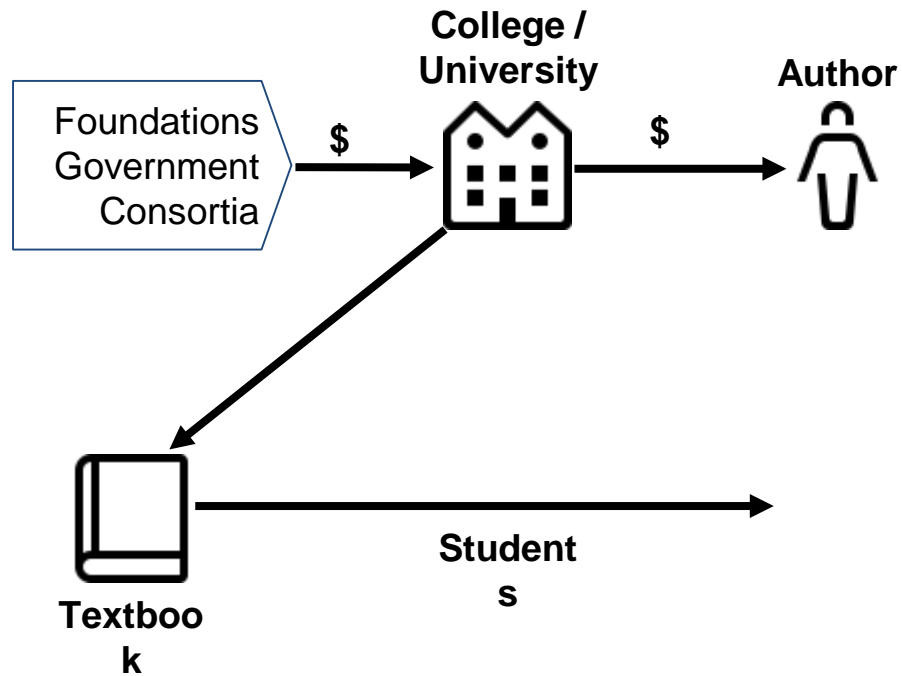 College /
University
Author
Foundations
Government
Consortia
$
$
Student
s
Textboo
k